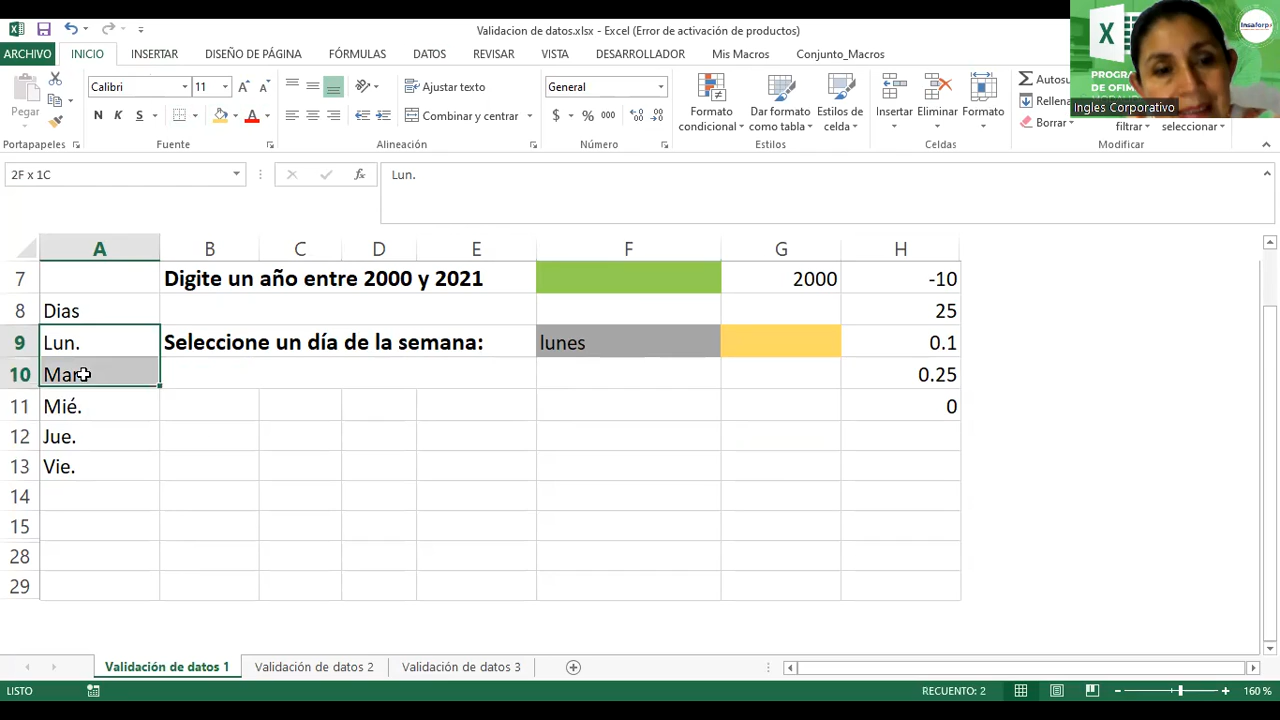 Validacion de datos.xlsx - Excel (Error de activación de productos)
ARCHIVO INICIO INSERTAR DISEÑO DE PÁGINA FÓRMULAS DATOS REVISAR VISTA DESARROLLADOR Mis Macros Conjunto_Macros
Insaforp
PROGRA
DE OFIM
Ingles Corporativo
Pegar
Calibri 11
N K S
Ajustar texto
Combinar y centrar
General
$ % 000
Formato condicional
Dar formato como tabla
Estilos de celda
Insertar
Eliminar
Formato
Autosu
Rellena
Borrar
filtrar
seleccionar
Portapapeles Fuente Alineación Número Estilos Celdas Modificar
2F x 1C
fx
Lun.
A B C D E F G H
7 Digite un año entre 2000 y 2021 2000 -10
8 Dias 25
9 Lun. Seleccione un día de la semana: lunes 0.1
10 Mar 0.25
11 Mié. 0
12 Jue.
13 Vie.
14
15
28
29
Validación de datos 1 Validación de datos 2 Validación de datos 3
LISTO RECUENTO: 2 160 %